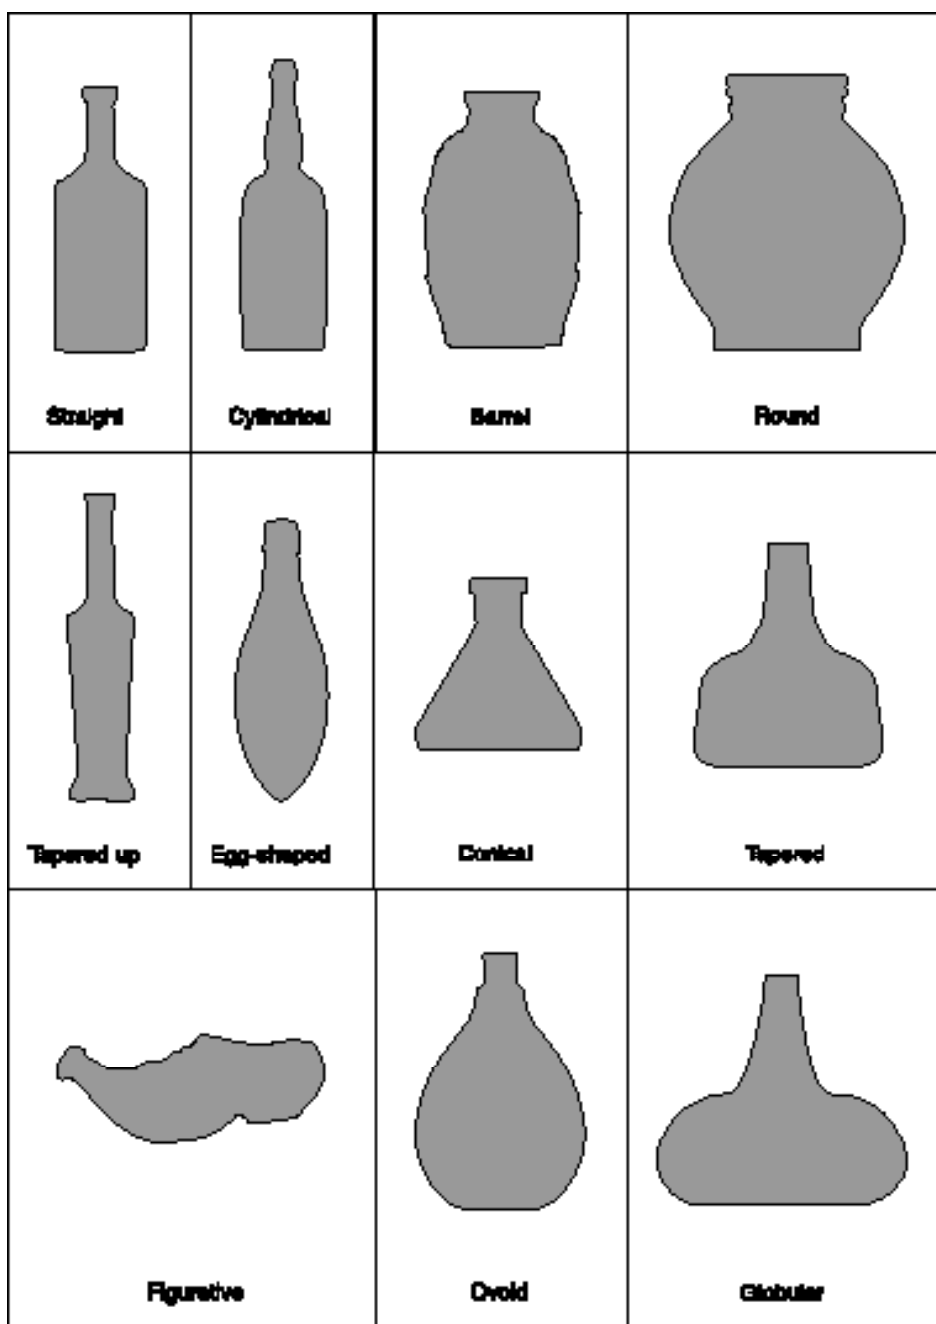 Straight
Cylindrical
Barrel
Round
Tapered up
Egg-shaped
Conical
Tapered
Figurative
Ovoid
Globular